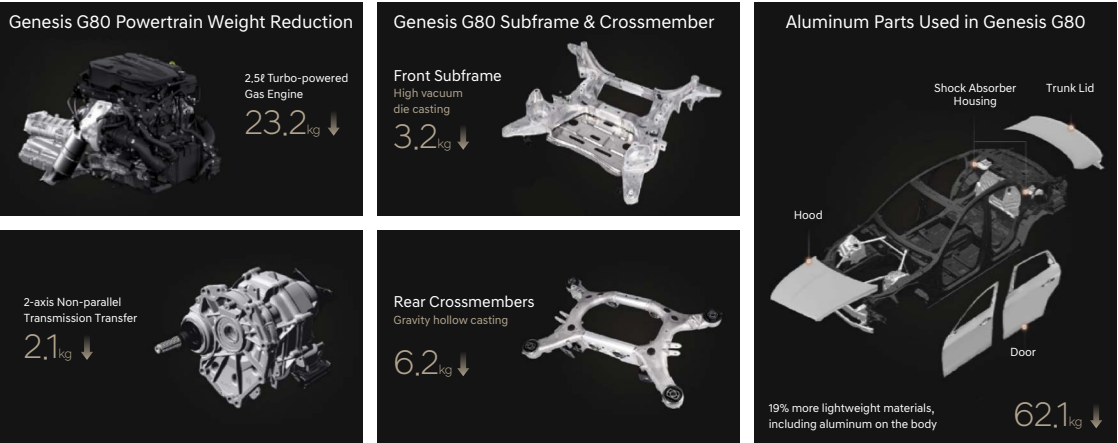 Genesis G80 Powertrain Weight Reduction
2,5ℓ Turbo-powered
Gas Engine
23.2kg ↓
2-axis Non-parallel
Transmission Transfer
2.1kg ↓
Genesis G80 Subframe & Crossmember
Front Subframe
High vacuum
die casting
3.2kg ↓
Rear Crossmembers
Gravity hollow casting
6.2kg ↓
Aluminum Parts Used in Genesis G80
Shock Absorber
Housing
Trunk Lid
Hood
Door
19% more lightweight materials,
including aluminum on the body
62.1kg ↓